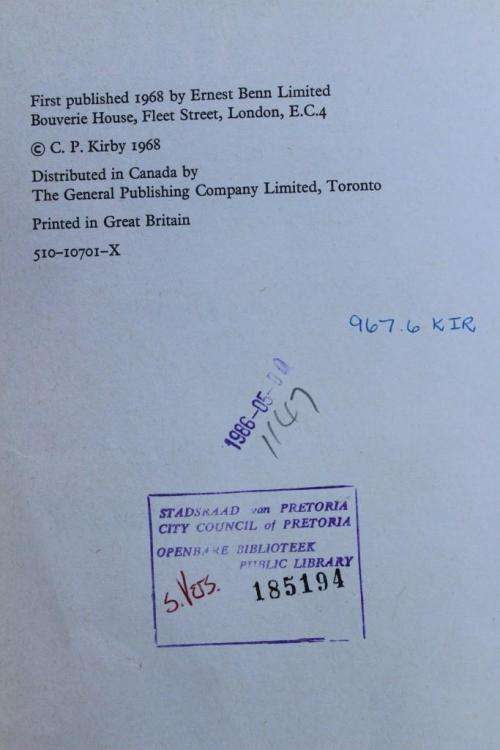 First published 1968 by Ernest Benn Limited
Bouverie House, Fleet Street, London, E.C.4
© C. P. Kirby 1968
Distributed in Canada by
The General Publishing Company Limited, Toronto
Printed in Great Britain
510-10701-X
967.6 KIR
1986-05-
1147
STADSRAAD van PRETORIA
CITY COUNCIL of PRETORIA
OPENBARE BIBLIOTEEK
PUBLIC LIBRARY
185194